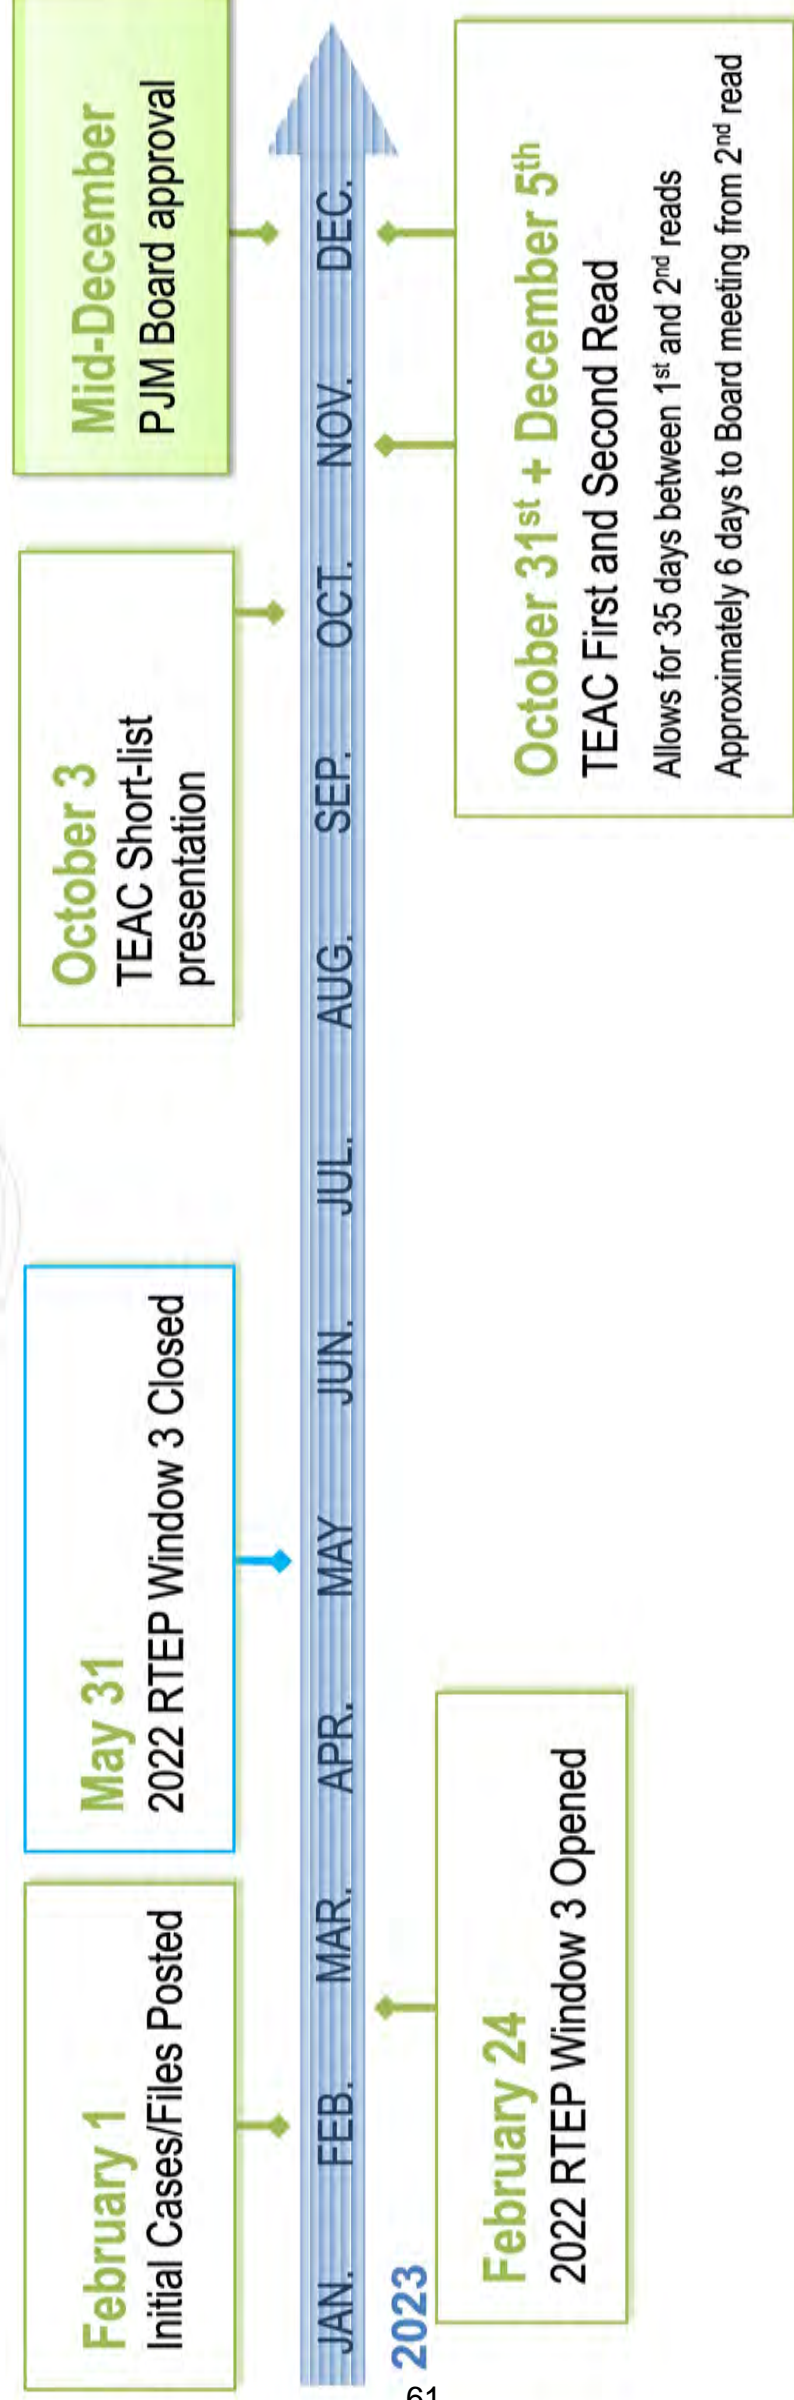 February 1
Initial Cases/Files Posted
May 31
2022 RTEP Window 3 Closed
October 3
TEAC Short-list
presentation
Mid-December
PJM Board approval
JAN. FEB. MAR. APR. MAY JUN. JUL. AUG. SEP. OCT. NOV. DEC.
2023
February 24
2022 RTEP Window 3 Opened
October 31st + December 5th
TEAC First and Second Read
Allows for 35 days between 1st and 2nd reads
Approximately 6 days to Board meeting from 2nd read
61